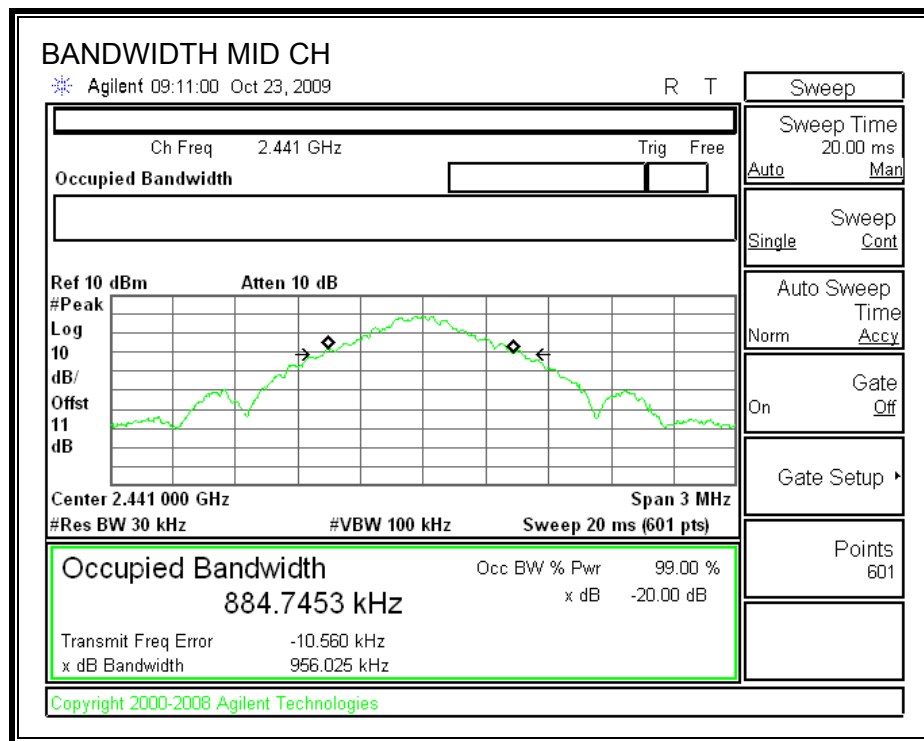 BANDWIDTH MID CH
Agilent 09:11:00 Oct 23, 2009 R T
Ch Freq 2.441 GHz Trig Free
Occupied Bandwidth
Ref 10 dBm Atten 10 dB
#Peak
Log
10
dB/
Offst
11
dB
Center 2.441 000 GHz Span 3 MHz
#Res BW 30 kHz #VBW 100 kHz Sweep 20 ms (601 pts)
Occupied Bandwidth Occ BW % Pwr 99.00 %
884.7453 kHz x dB -20.00 dB
Transmit Freq Error -10.560 kHz
x dB Bandwidth 956.025 kHz
Copyright 2000-2008 Agilent Technologies
Sweep
Sweep Time
20.00 ms
Auto Man
Sweep
Single Cont
Auto Sweep
Time
Norm Accy
Gate
On Off
Gate Setup
Points
601